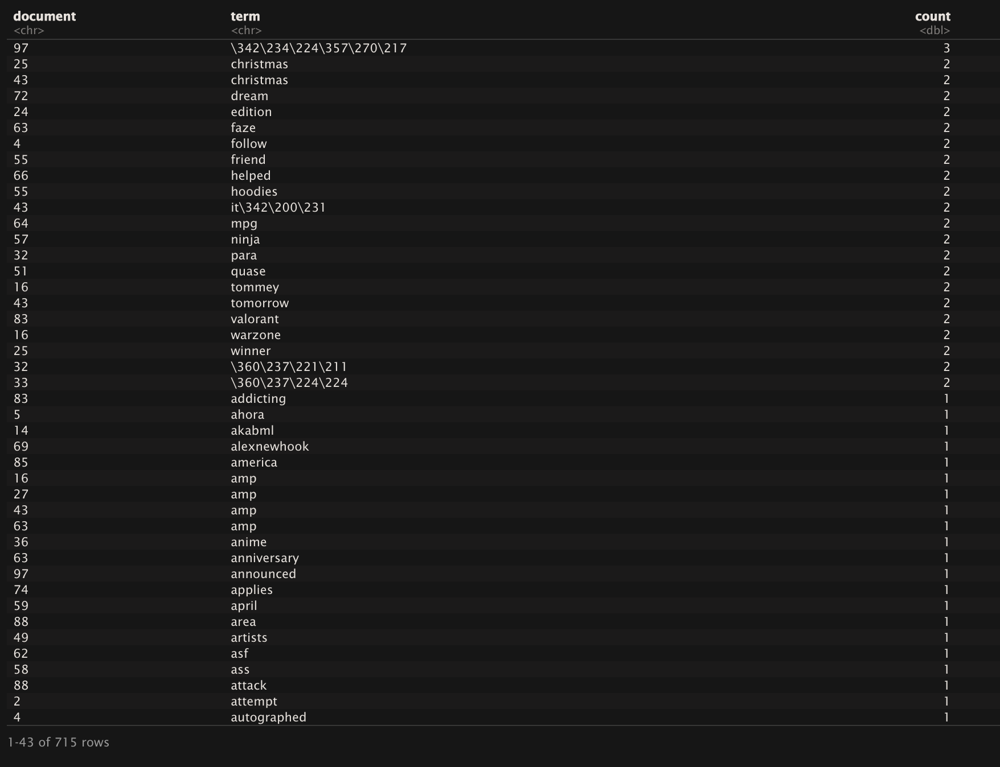 document term count
<chr> <chr> <dbl>
97 \342\234\224\357\270\217 3
25 christmas 2
43 christmas 2
72 dream 2
24 edition 2
63 faze 2
4 follow 2
55 friend 2
66 helped 2
55 hoodies 2
43 it\342\200\231 2
64 mpg 2
57 ninja 2
32 para 2
51 quase 2
16 tommey 2
43 tomorrow 2
83 valorant 2
16 warzone 2
25 winner 2
32 \360\237\221\211 2
33 \360\237\224\224 2
83 addicting 1
5 ahora 1
14 akabml 1
69 alexnewhook 1
85 america 1
16 amp 1
27 amp 1
43 amp 1
63 amp 1
36 anime 1
63 anniversary 1
97 announced 1
74 applies 1
59 april 1
88 area 1
49 artists 1
62 asf 1
58 ass 1
88 attack 1
2 attempt 1
4 autographed 1
1-43 of 715 rows